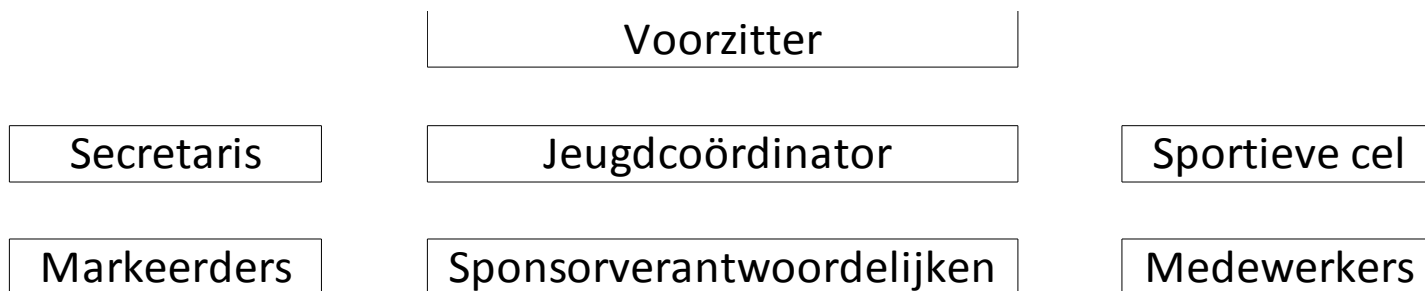 Voorzitter
Secretaris Jeugdcoördinator Sportieve cel
Markeerders Sponsorverantwoordelijken Medewerkers